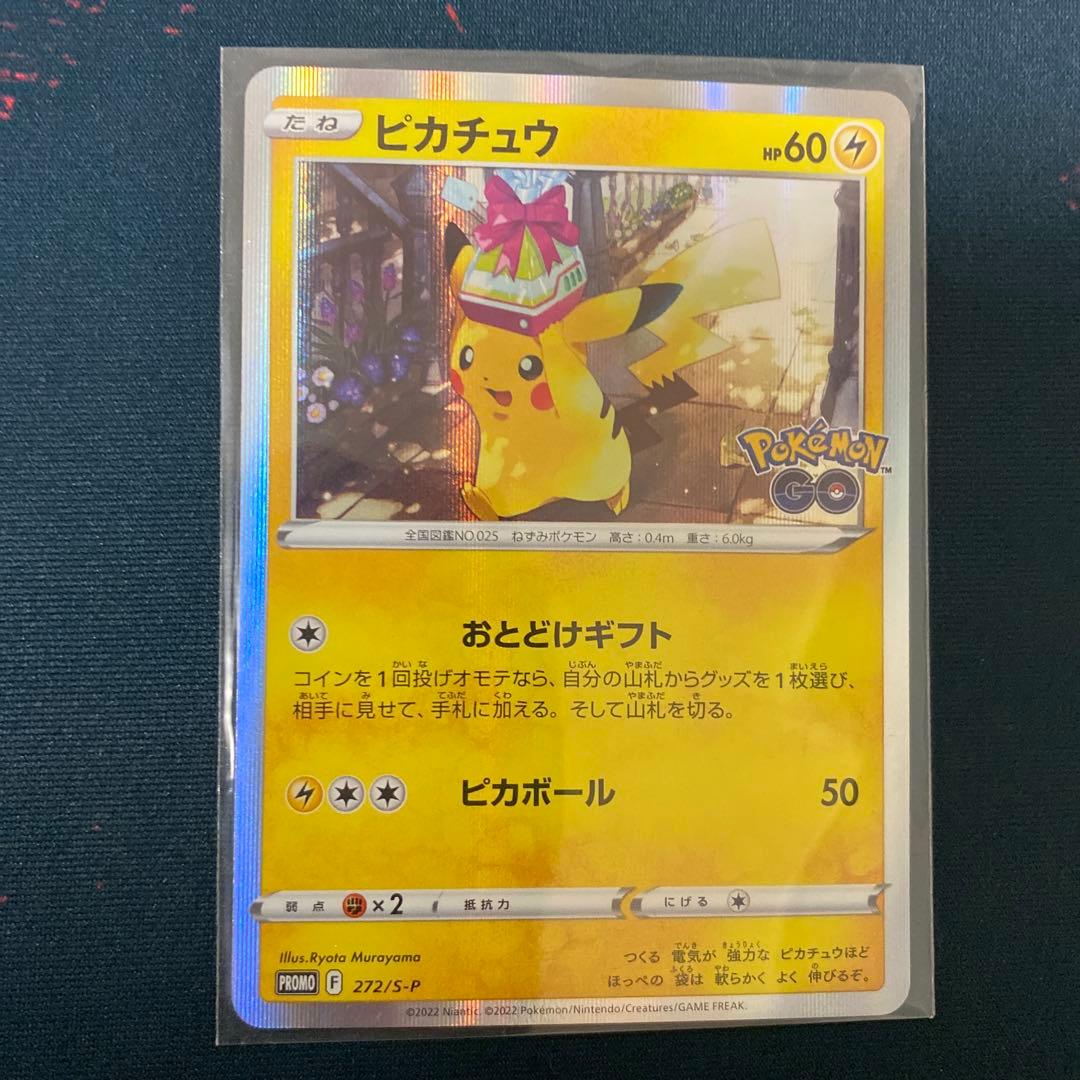 たね ピカチュウ HP60
Pokémon GO™
全国図鑑NO.025 ねずみポケモン 高さ：0.4m 重さ：6.0kg
おとどけギフト
コインを1回投げオモテなら、自分の山札からグッズを1枚選び、
相手に見せて、手札に加える。そして山札を切る。
ピカボール 50
弱点 ×2 抵抗力 にげる
Illus.Ryota Murayama
つくる 電気が 強力な ピカチュウほど
ほっぺの 袋は 軟らかく よく 伸びるぞ。
PROMO F 272/S-P
©2022 Niantic. ©2022 Pokémon/Nintendo/Creatures/GAME FREAK.